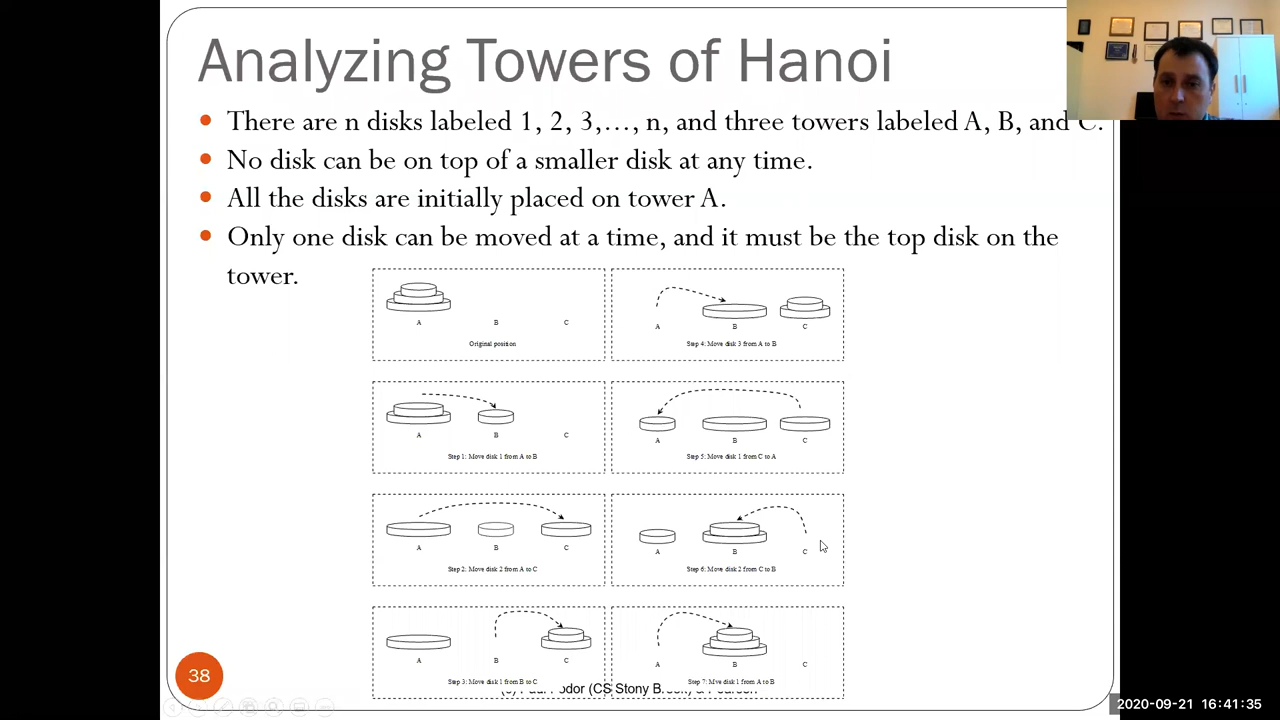 Analyzing Towers of Hanoi
There are n disks labeled 1, 2, 3,…, n, and three towers labeled A, B, and C.
No disk can be on top of a smaller disk at any time.
All the disks are initially placed on tower A.
Only one disk can be moved at a time, and it must be the top disk on the
tower.
A B C
Original position
A B C
Step 1: Move disk 1 from A to B
A B C
Step 2: Move disk 2 from A to C
A B C
Step 3: Move disk 1 from B to C
A B C
Step 4: Move disk 3 from A to B
A B C
Step 5: Move disk 1 from C to A
A B C
Step 6: Move disk 2 from C to B
A B C
Step 7: Move disk 1 from A to B
38
(CS Stony
2020-09-21 16:41:35